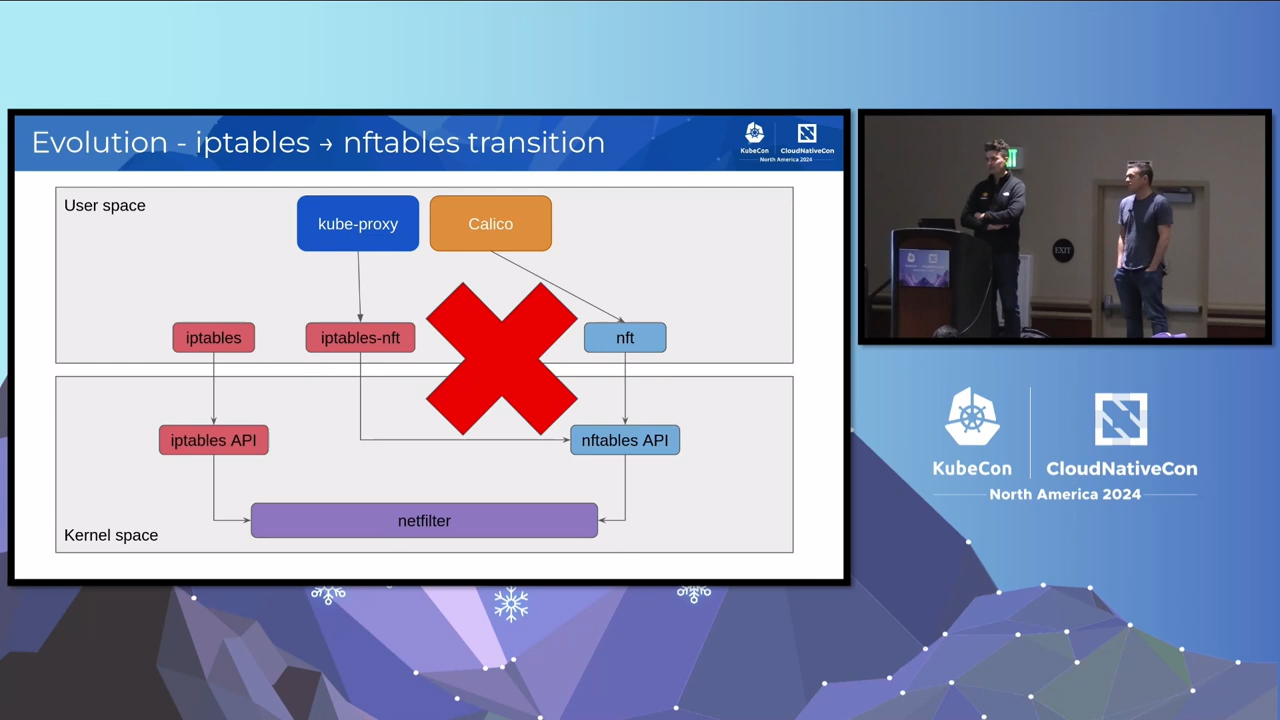 Evolution - iptables → nftables transition
KubeCon
CloudNativeCon
North America 2024
User space
kube-proxy
Calico
iptables
iptables-nft
nft
iptables API
nftables API
netfilter
Kernel space
EXIT
KubeCon
CloudNativeCon
North America 2024